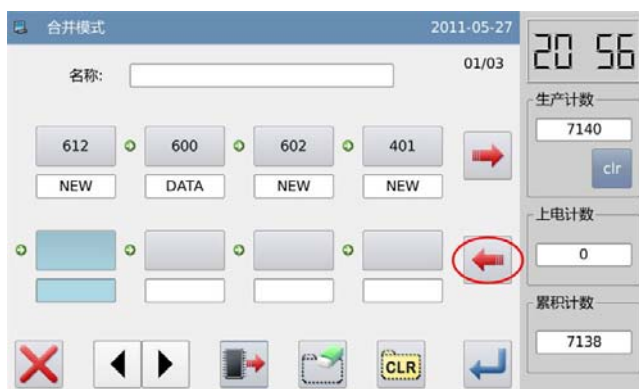 合并模式 2011-05-27
20 56
01/03
名称:
生产计数
7140
clr
612 600 602 401
NEW DATA NEW NEW
上电计数
0
累积计数
7138
CLR